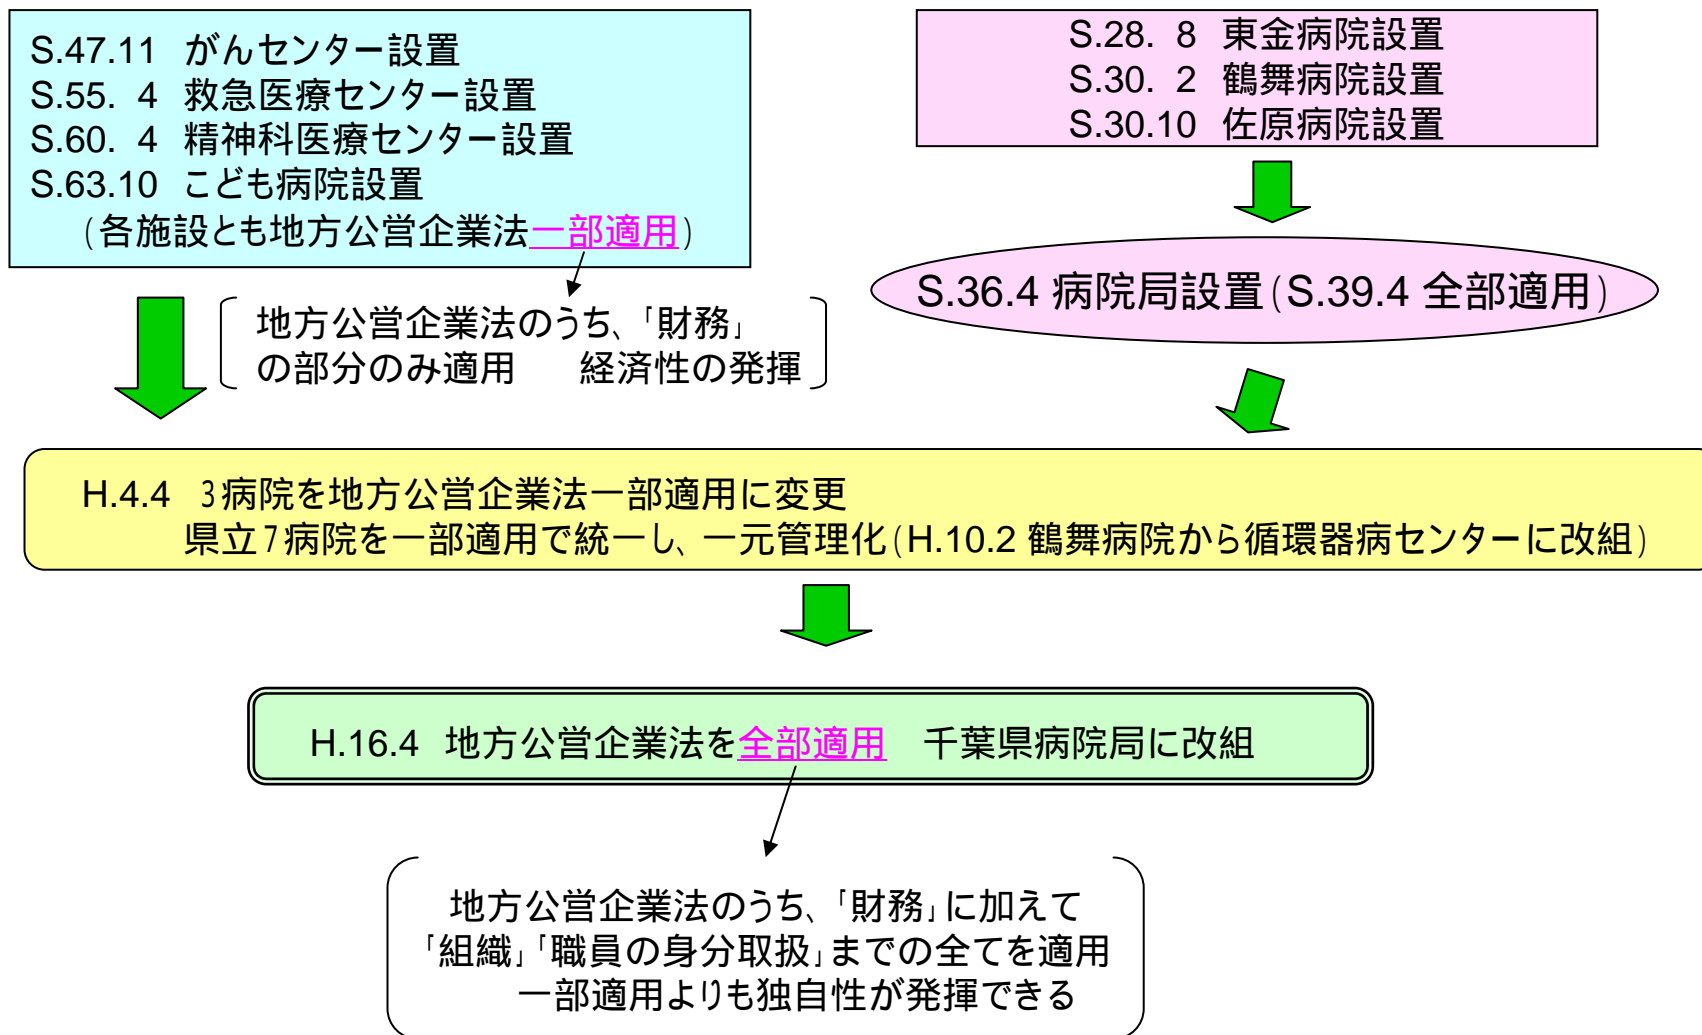 S.47.11 がんセンター設置
S.55. 4 救急医療センター設置
S.60. 4 精神科医療センター設置
S.63.10 こども病院設置
（各施設とも地方公営企業法一部適用）
地方公営企業法のうち、「財務」
の部分のみ適用　　経済性の発揮
S.28. 8 東金病院設置
S.30. 2 鶴舞病院設置
S.30.10 佐原病院設置
S.36.4 病院局設置（S.39.4 全部適用）
H.4.4 3病院を地方公営企業法一部適用に変更
県立7病院を一部適用で統一し、一元管理化（H.10.2 鶴舞病院から循環器病センターに改組）
H.16.4 地方公営企業法を全部適用　千葉県病院局に改組
地方公営企業法のうち、「財務」に加えて
「組織」「職員の身分取扱」までの全てを適用
一部適用よりも独自性が発揮できる